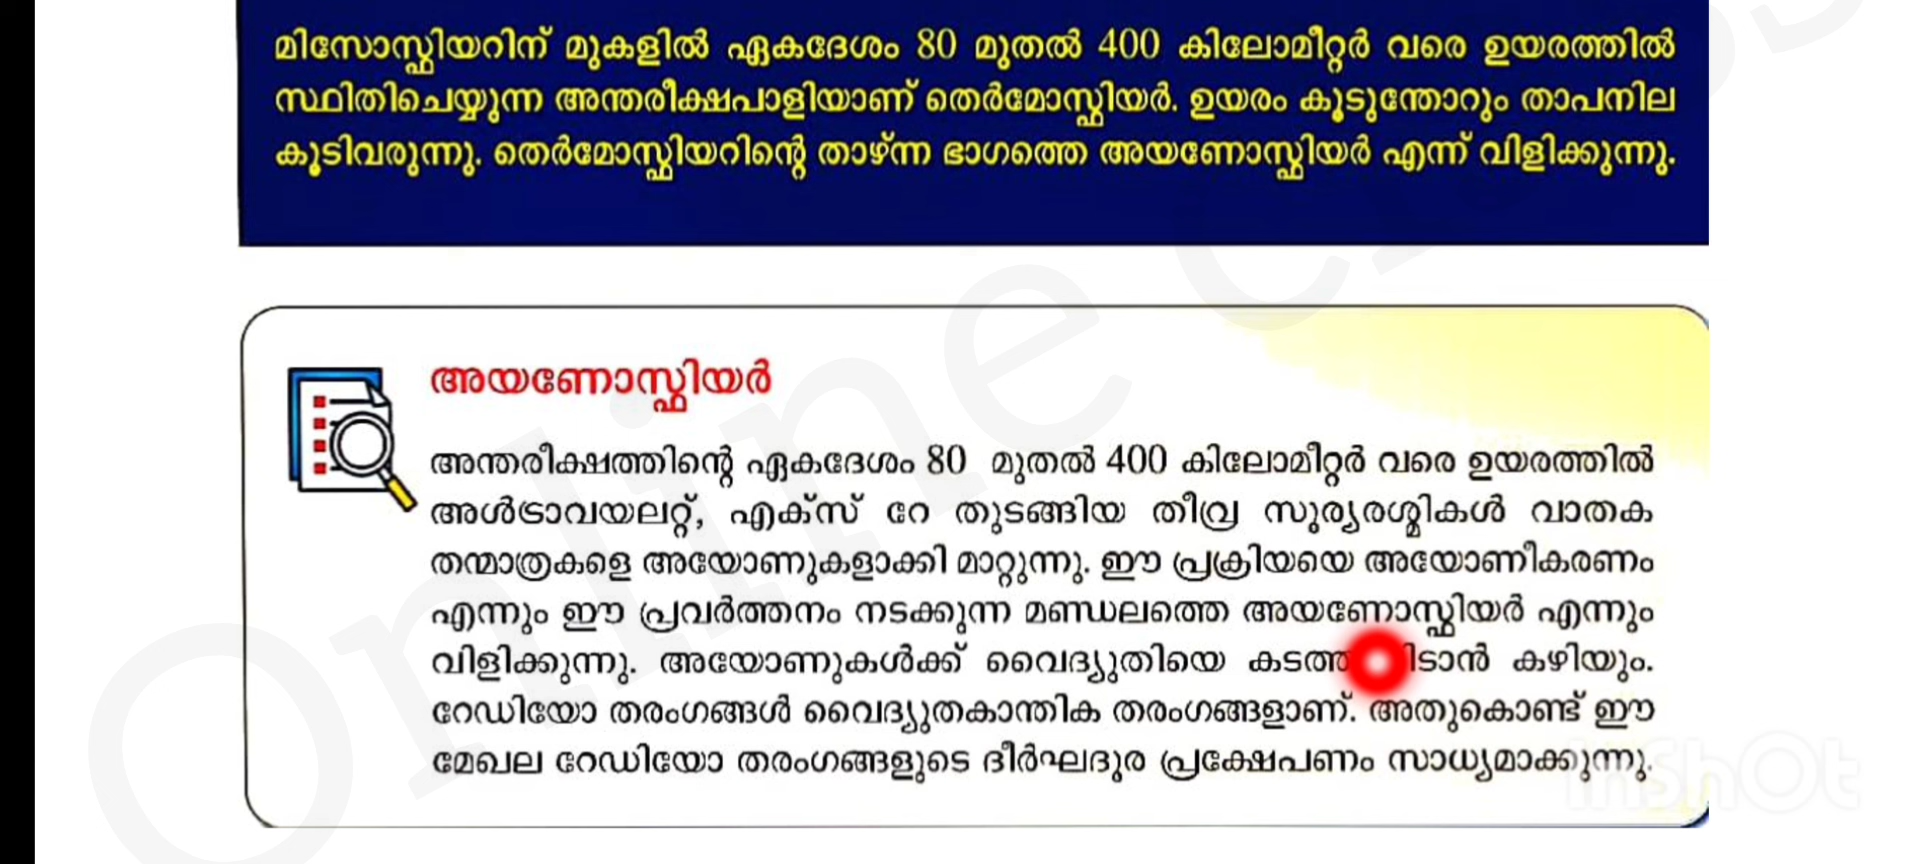 മിസോസ്ഫിയറിന് മുകളിൽ ഏകദേശം 80 മുതൽ 400 കിലോമീറ്റർ വരെ ഉയരത്തിൽ
സ്ഥിതിചെയ്യുന്ന അന്തരീക്ഷപാളിയാണ് തെർമോസ്ഫിയർ. ഉയരം കൂടുന്തോറും താപനില
കൂടിവരുന്നു. തെർമോസ്ഫിയറിന്റെ താഴ്ന്ന ഭാഗത്തെ അയണോസ്ഫിയർ എന്ന് വിളിക്കുന്നു.
അയണോസ്ഫിയർ
അന്തരീക്ഷത്തിന്റെ ഏകദേശം 80 മുതൽ 400 കിലോമീറ്റർ വരെ ഉയരത്തിൽ
അൾട്രാവയലറ്റ്, എക്സ് റേ തുടങ്ങിയ തീവ്ര സൂര്യരശ്മികൾ വാതക
തന്മാത്രകളെ അയോണുകളാക്കി മാറ്റുന്നു. ഈ പ്രക്രിയയെ അയോണീകരണം
എന്നും ഈ പ്രവർത്തനം നടക്കുന്ന മണ്ഡലത്തെ അയണോസ്ഫിയർ എന്നും
വിളിക്കുന്നു. അയോണുകൾക്ക് വൈദ്യുതിയെ കഴിയും.
റേഡിയോ തരംഗങ്ങൾ വൈദ്യുതകാന്തിക തരംഗങ്ങളാണ്. അതുകൊണ്ട് ഈ
മേഖല റേഡിയോ തരംഗങ്ങളുടെ ദീർഘദൂര പ്രക്ഷേപണം സാധ്യമാക്കുന്നു.
InShOt
Online